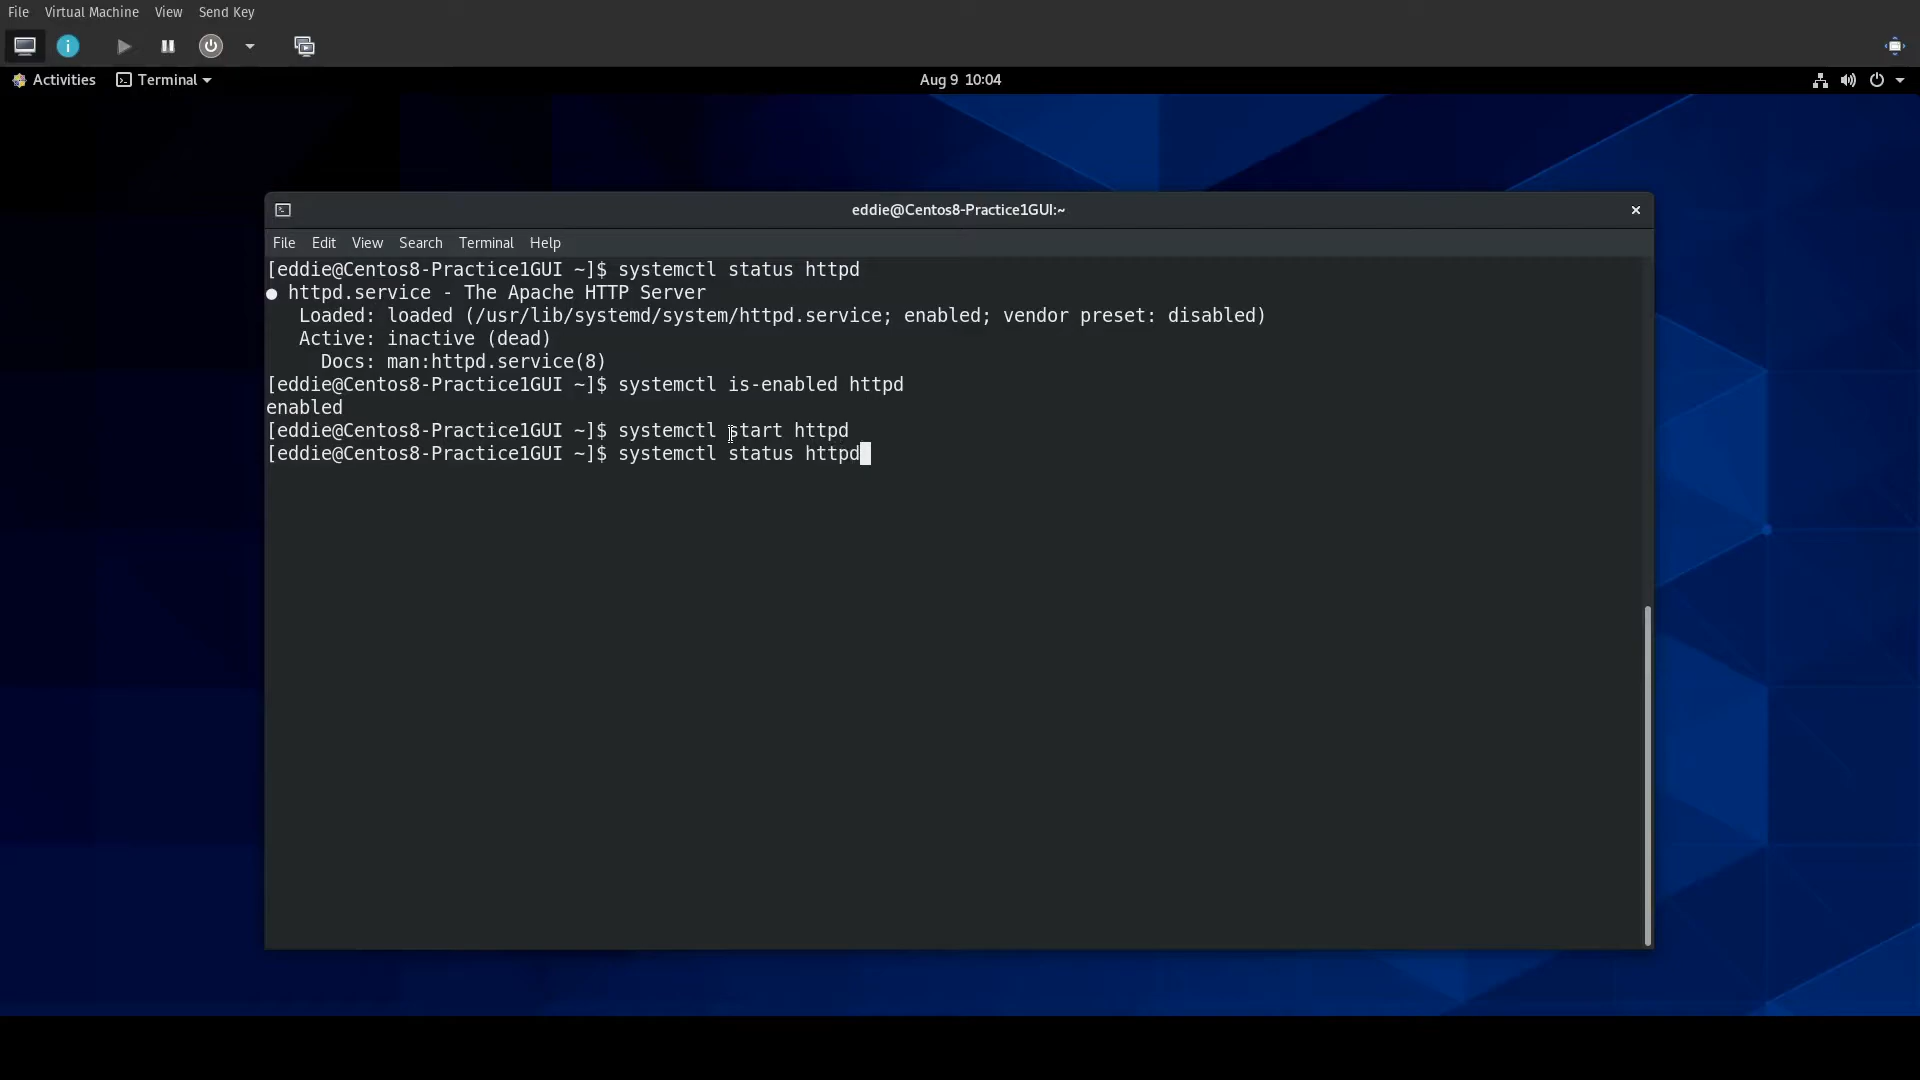 File Virtual Machine View Send Key
Activities Terminal Aug 9 10:04
eddie@Centos8-Practice1GUI:~
File Edit View Search Terminal Help
[eddie@Centos8-Practice1GUI ~]$ systemctl status httpd
● httpd.service - The Apache HTTP Server
Loaded: loaded (/usr/lib/systemd/system/httpd.service; enabled; vendor preset: disabled)
Active: inactive (dead)
Docs: man:httpd.service(8)
[eddie@Centos8-Practice1GUI ~]$ systemctl is-enabled httpd
enabled
[eddie@Centos8-Practice1GUI ~]$ systemctl start httpd
[eddie@Centos8-Practice1GUI ~]$ systemctl status httpd